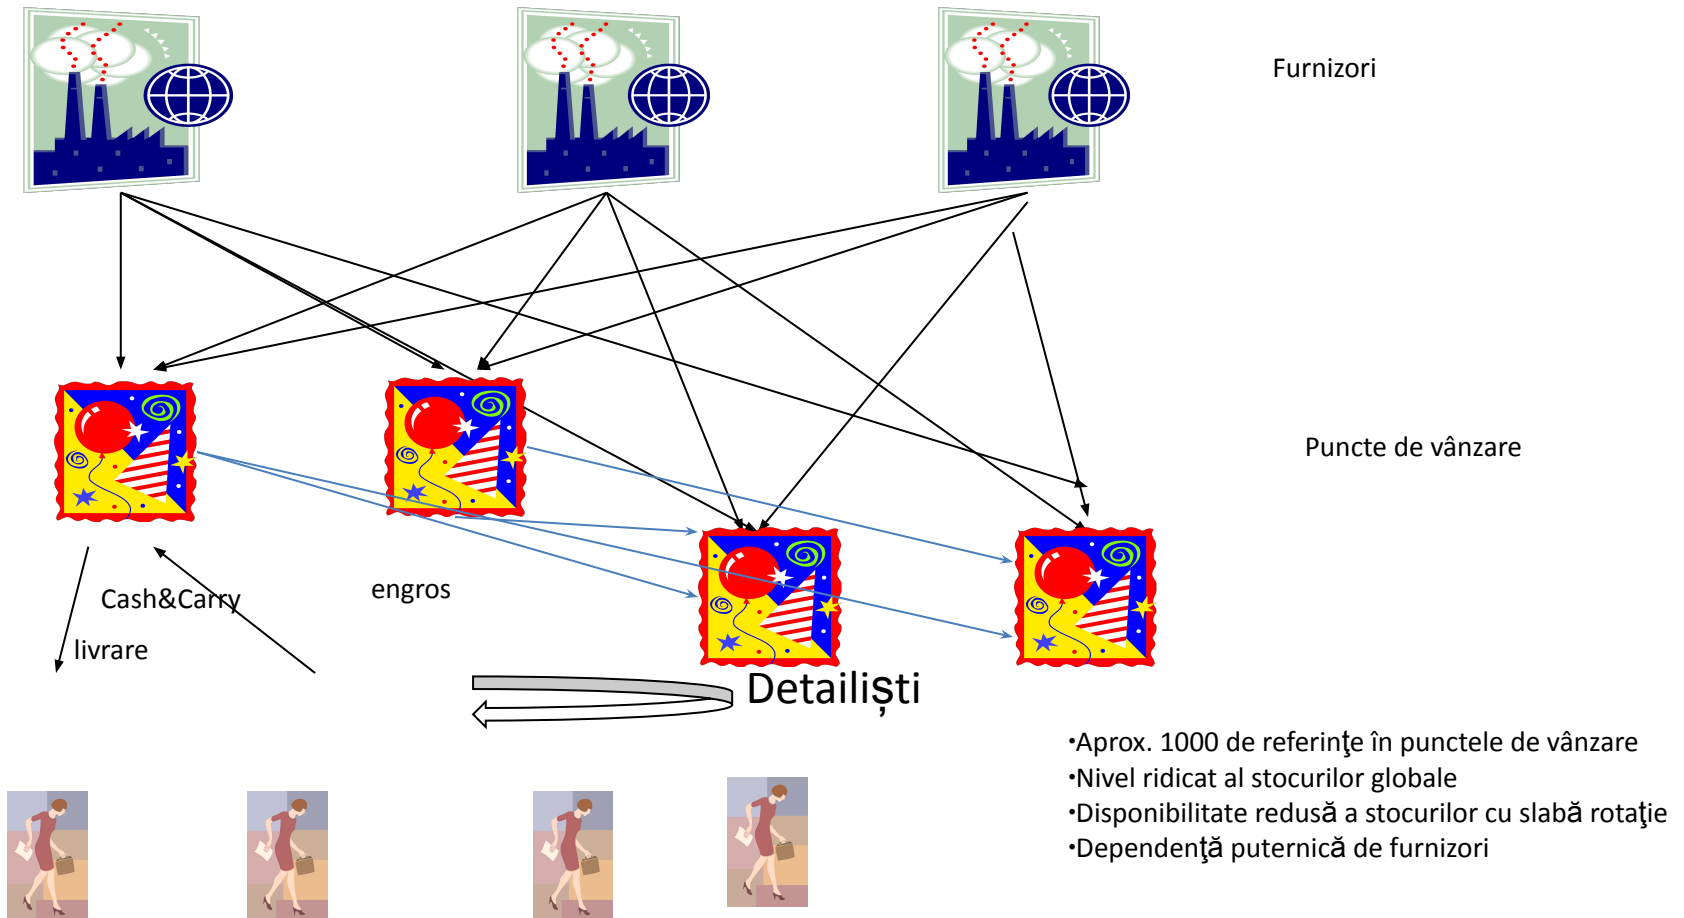 Furnizori
Puncte de vânzare
Cash&Carry
engros
livrare
Detailiști
•Aprox. 1000 de referinţe în punctele de vânzare
•Nivel ridicat al stocurilor globale
•Disponibilitate redusă a stocurilor cu slabă rotaţie
•Dependenţă puternică de furnizori